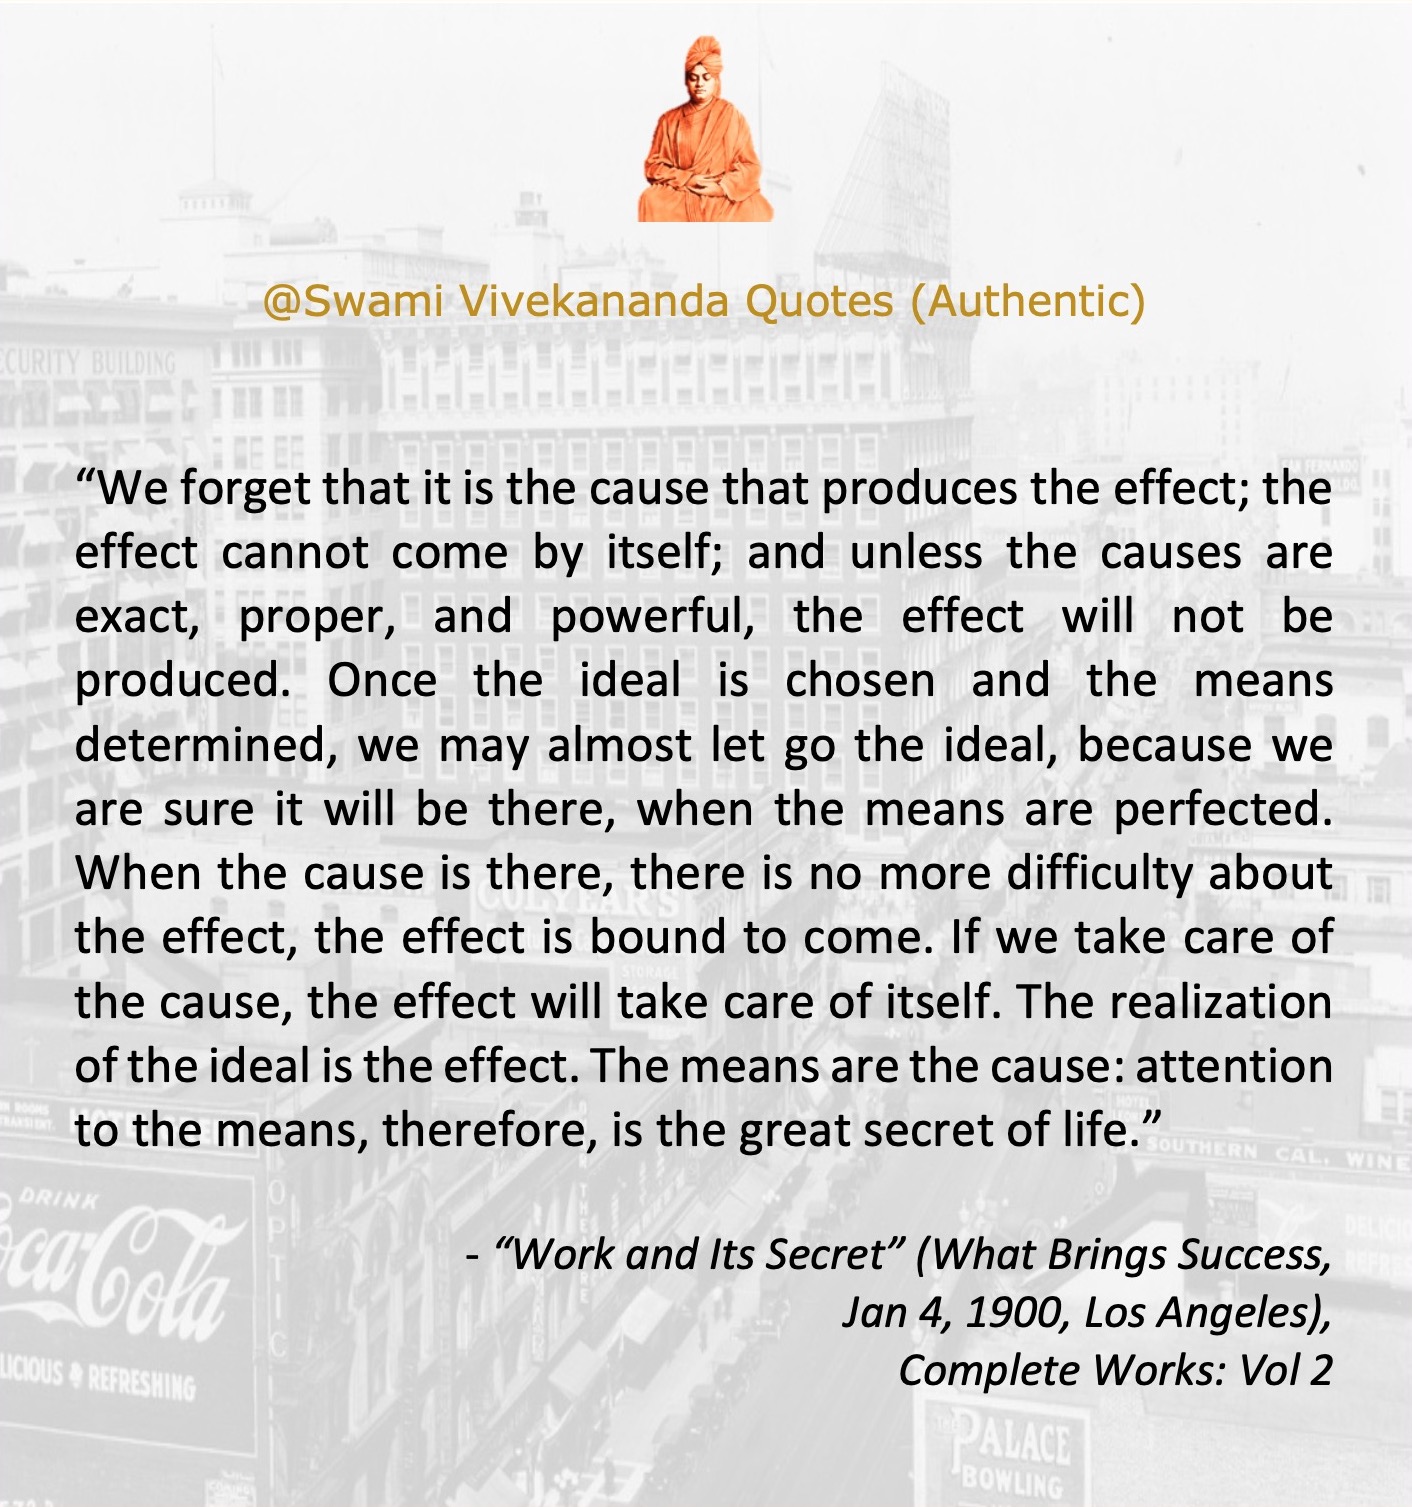 @Swami Vivekananda Quotes (Authentic)
CURITY BUILDING
“We forget that it is the cause that produces the effect; the
effect cannot come by itself; and unless the causes are
exact, proper, and powerful, the effect will not be
produced. Once the ideal is chosen and the means
determined, we may almost let go the ideal, because we
are sure it will be there, when the means are perfected.
When the cause is there, there is no more difficulty about
the effect, the effect is bound to come. If we take care of
the cause, the effect will take care of itself. The realization
of the ideal is the effect. The means are the cause: attention
to the means, therefore, is the great secret of life.”
COLYEAR'S
STORAGE
SOUTHERN CAL. WINE
DRINK
Coca-Cola
LICIOUS & REFRESHING
- “Work and Its Secret” (What Brings Success,
Jan 4, 1900, Los Angeles),
Complete Works: Vol 2
THE PALACE
BOWLING